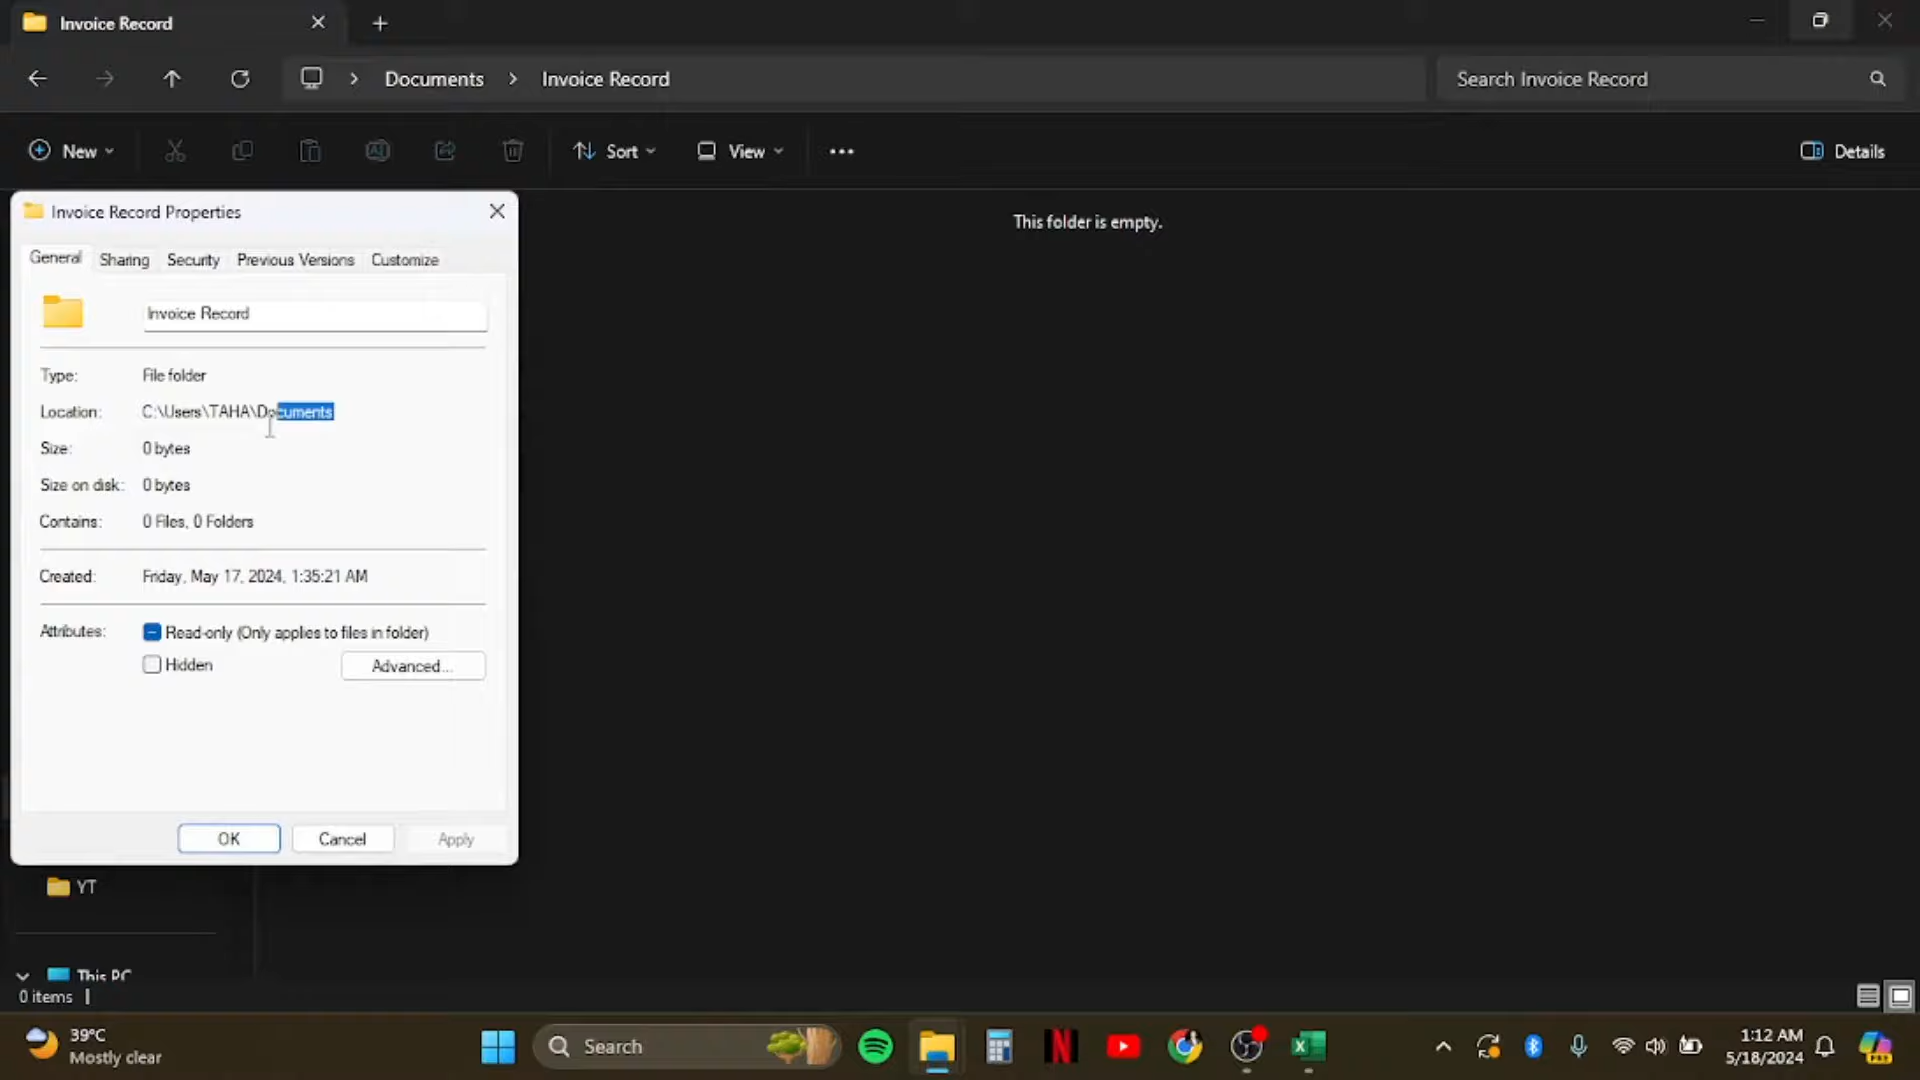 Invoice Record
Documents
Invoice Record
Search Invoice Record
New
Sort
View
Details
Invoice Record Properties
This folder is empty.
General
Sharing
Security
Previous Versions
Customize
Invoice Record
Type:
File folder
Location:
C:\Users\TAHA\Documents
Size:
0 bytes
Size on disk:
0 bytes
Contains:
0 Files, 0 Folders
Created:
Friday, May 17, 2024, 1:35:21 AM
Attributes:
Read-only (Only applies to files in folder)
Hidden
Advanced...
OK
Cancel
Apply
YT
This PC
0 items
39°C
Mostly clear
Search
1:12 AM
5/18/2024